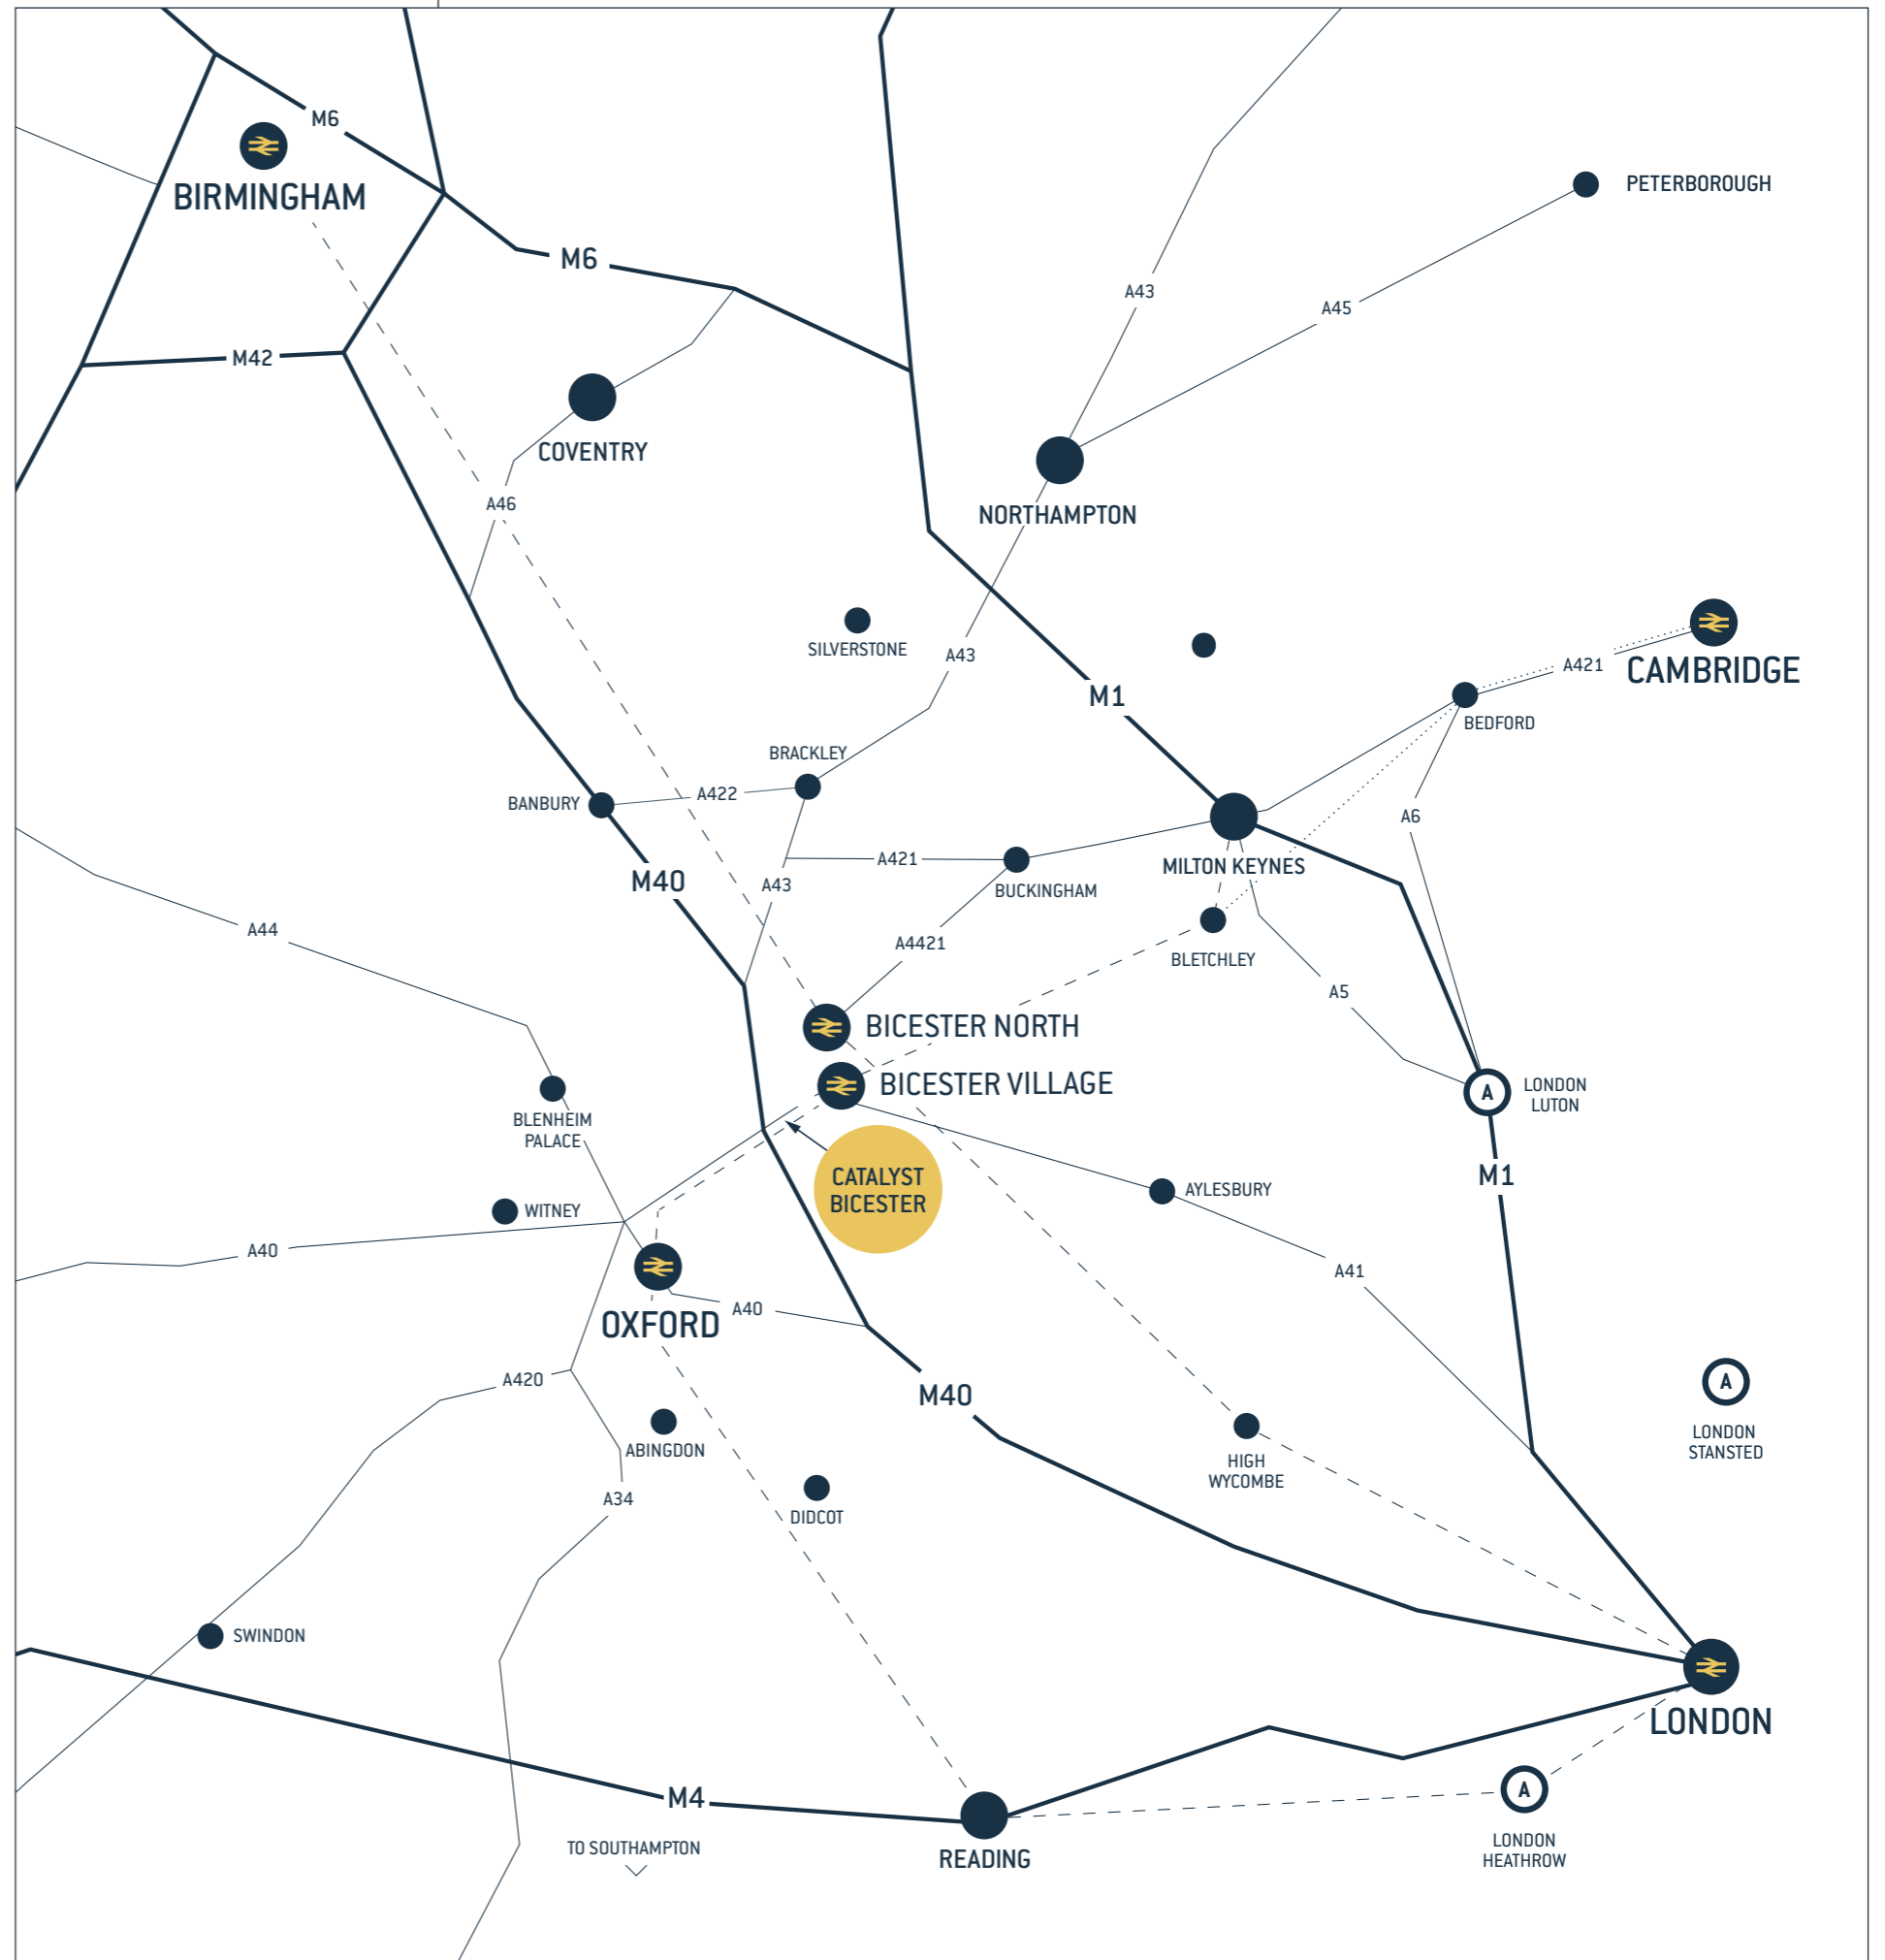 M6
BIRMINGHAM
PETERBOROUGH
M6
A43
A45
M42
COVENTRY
A46
NORTHAMPTON
SILVERSTONE
A43
M1
A421
CAMBRIDGE
BEDFORD
BRACKLEY
BANBURY
A422
A6
M40
A43
A421
BUCKINGHAM
MILTON KEYNES
A44
A4421
BLETCHLEY
A5
BICESTER NORTH
BICESTER VILLAGE
A
LONDON
LUTON
BLENHEIM
PALACE
CATALYST
BICESTER
M1
AYLESBURY
WITNEY
A40
A41
A40
OXFORD
A420
M40
A
LONDON
STANSTED
ABINGDON
HIGH
WYCOMBE
A34
DIDCOT
SWINDON
LONDON
M4
A
TO SOUTHAMPTON
READING
LONDON
HEATHROW